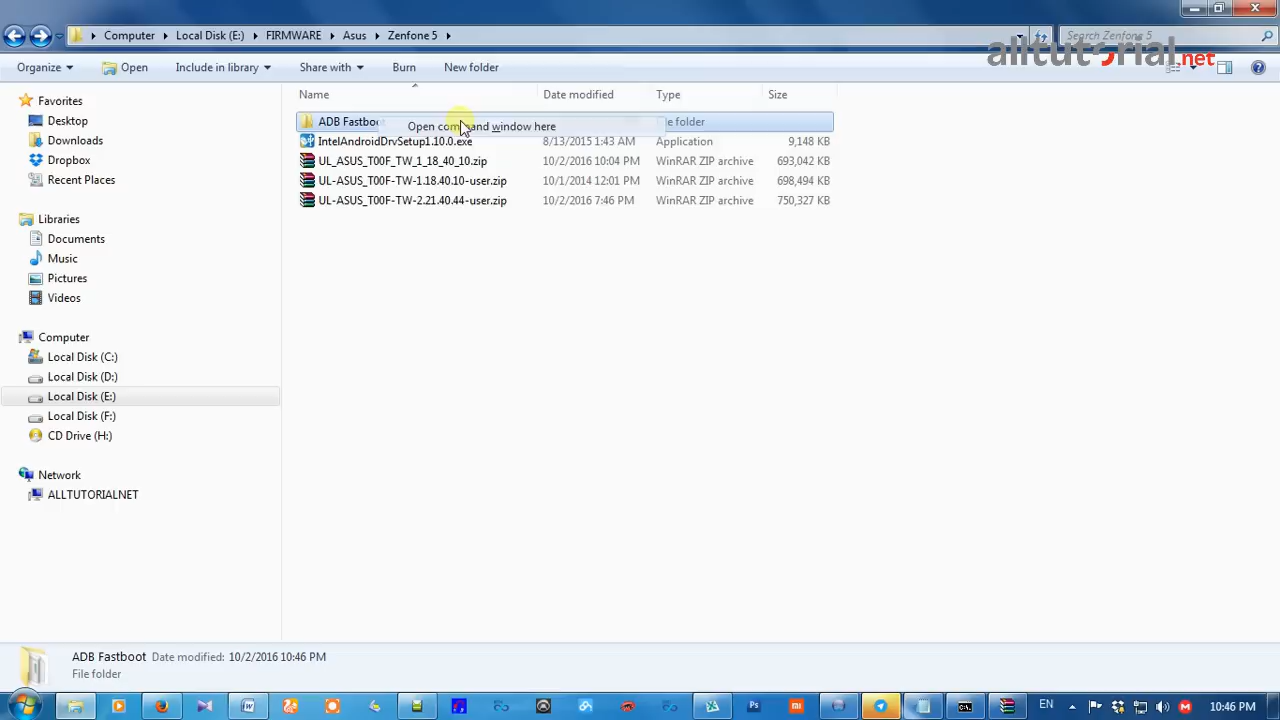 Computer Local Disk (E:) FIRMWARE Asus Zenfone 5 Search Zenfone 5
alltutorial.net
Organize Open Include in library Share with Burn New folder
Name Date modified Type Size
ADB Fastboot File folder
Open command window here
IntelAndroidDrvSetup1.10.0.exe 8/13/2015 1:43 AM Application 9,148 KB
UL_ASUS_T00F_TW_1_18_40_10.zip 10/2/2016 10:04 PM WinRAR ZIP archive 693,042 KB
UL-ASUS_T00F-TW-1.18.40.10-user.zip 10/1/2014 12:01 PM WinRAR ZIP archive 698,494 KB
UL-ASUS_T00F-TW-2.21.40.44-user.zip 10/2/2016 7:46 PM WinRAR ZIP archive 750,327 KB
Favorites
Desktop
Downloads
Dropbox
Recent Places
Libraries
Documents
Music
Pictures
Videos
Computer
Local Disk (C:)
Local Disk (D:)
Local Disk (E:)
Local Disk (F:)
CD Drive (H:)
Network
ALLTUTORIALNET
ADB Fastboot Date modified: 10/2/2016 10:46 PM
File folder
W Ps mi EN M 10:46 PM